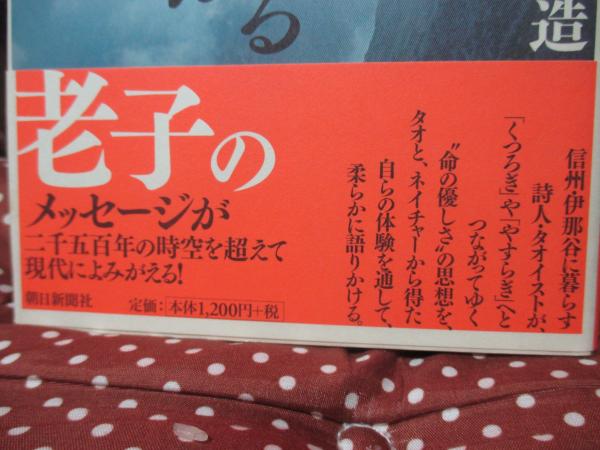 造
る
老子の
メッセージが
二千五百年の時空を超えて
現代によみがえる!
朝日新聞社
定価:本体1,200円+税
信州・伊那谷に暮らす
詩人・タオイストが、
「くつろぎ」や「やすらぎ」へと
つながってゆく
"命の優しさ"の思想を、
タオと、ネイチャーから得た
自らの体験を通して、
柔らかに語りかける。